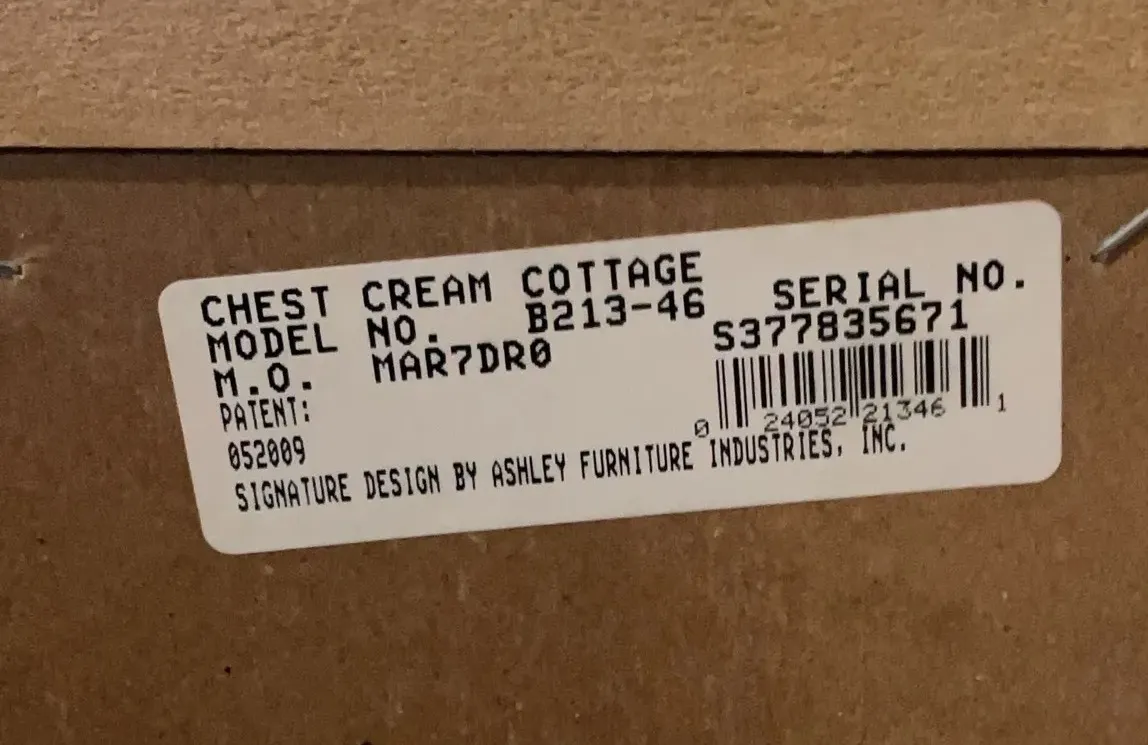 CHEST CREAM COTTAGE
MODEL NO. B213-46
M.O. MAR7DR0
PATENT:
052009
SERIAL NO.
S377835671
0 24052 21346 1
SIGNATURE DESIGN BY ASHLEY FURNITURE INDUSTRIES, INC.